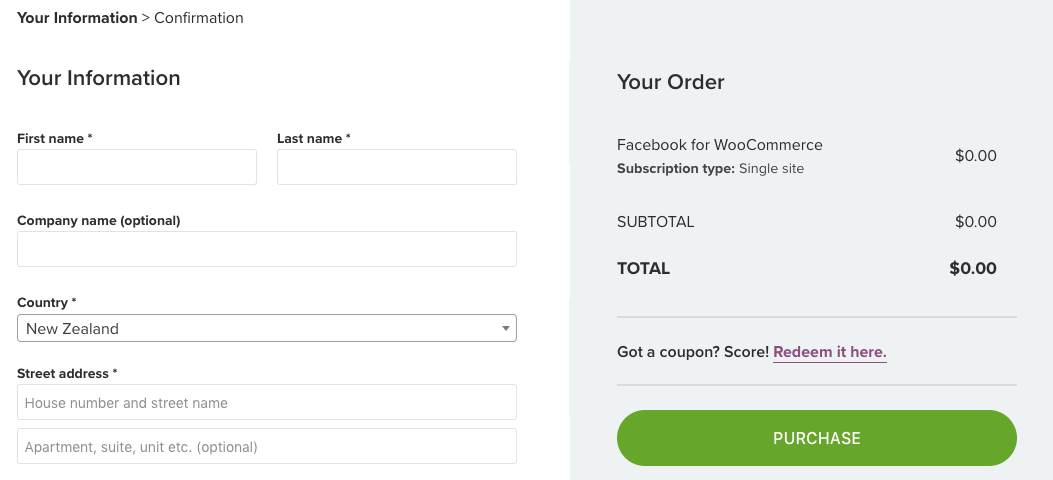 Your Information > Confirmation
Your Information
First name *
Last name *
Company name (optional)
Country *
New Zealand
Street address *
House number and street name
Apartment, suite, unit etc. (optional)
Your Order
Facebook for WooCommerce
$0.00
Subscription type: Single site
SUBTOTAL $0.00
TOTAL $0.00
Got a coupon? Score! Redeem it here.
PURCHASE